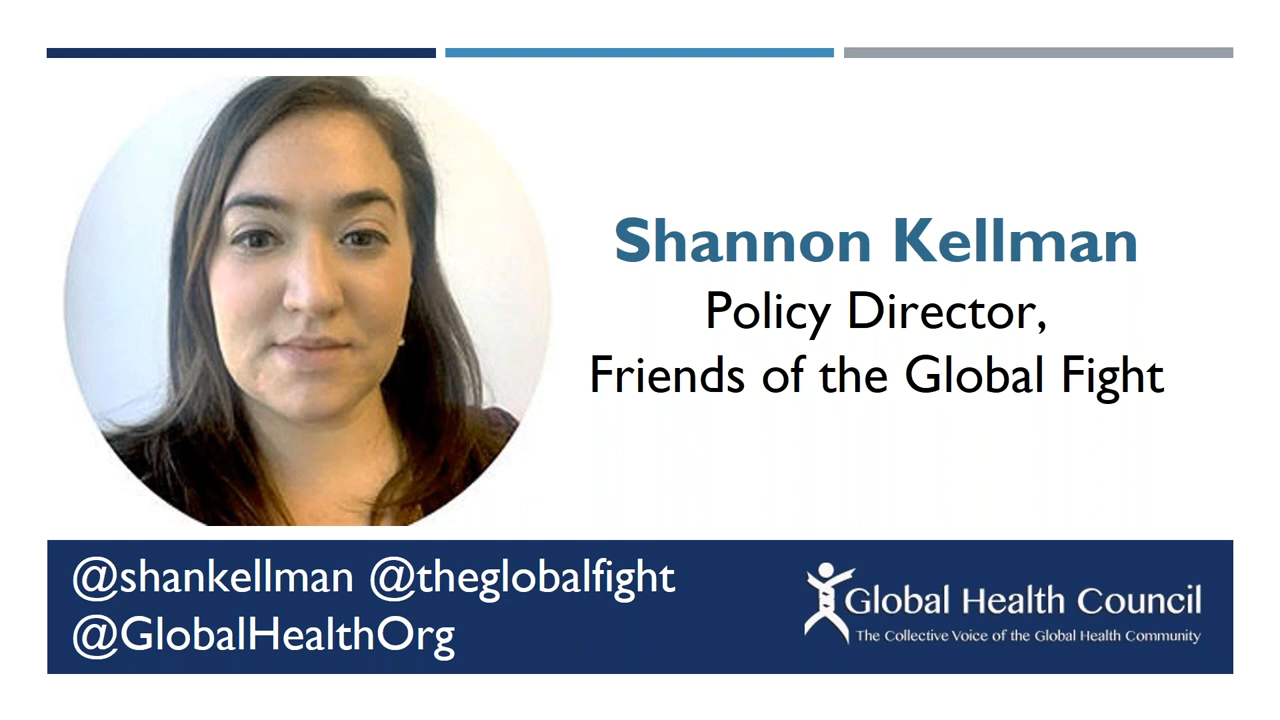 Shannon Kellman
Policy Director,
Friends of the Global Fight
@shankellman @theglobalfight
@GlobalHealthOrg
Global Health Council
The Collective Voice of the Global Health Community